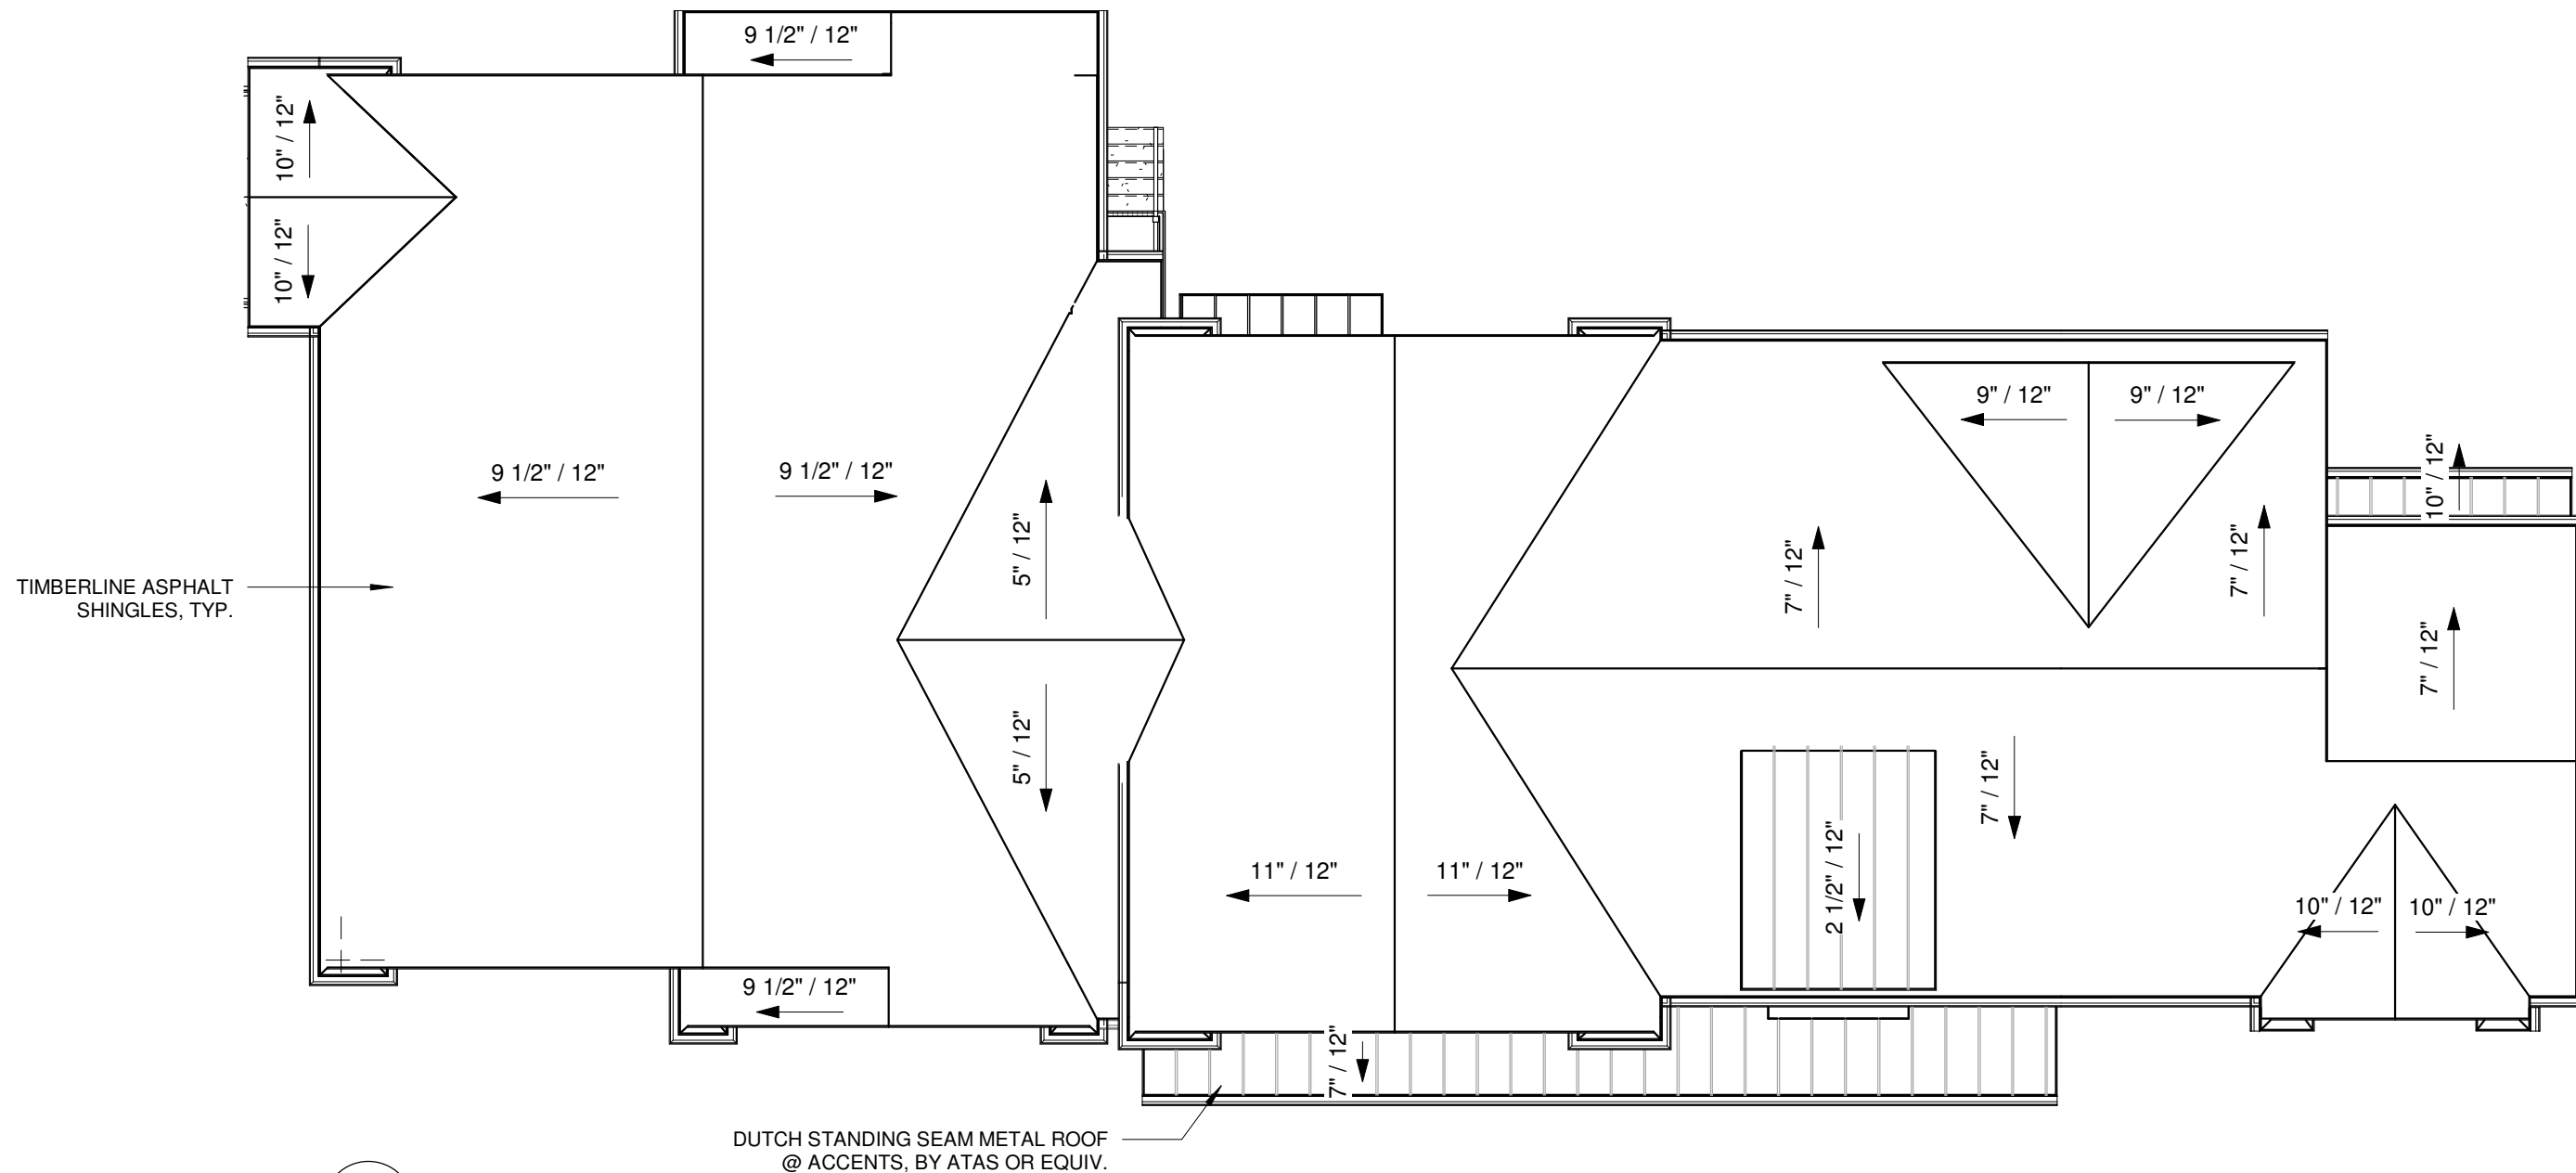 9 1/2" / 12"
10" / 12"
10" / 12"
9 1/2" / 12"
9 1/2" / 12"
5" / 12"
5" / 12"
TIMBERLINE ASPHALT
SHINGLES, TYP.
9 1/2" / 12"
11" / 12"
11" / 12"
9" / 12"
9" / 12"
7" / 12"
7" / 12"
10" / 12"
7" / 12"
7" / 12"
2 1/2" / 12"
10" / 12"
10" / 12"
7" / 12"
DUTCH STANDING SEAM METAL ROOF
@ ACCENTS, BY ATAS OR EQUIV.